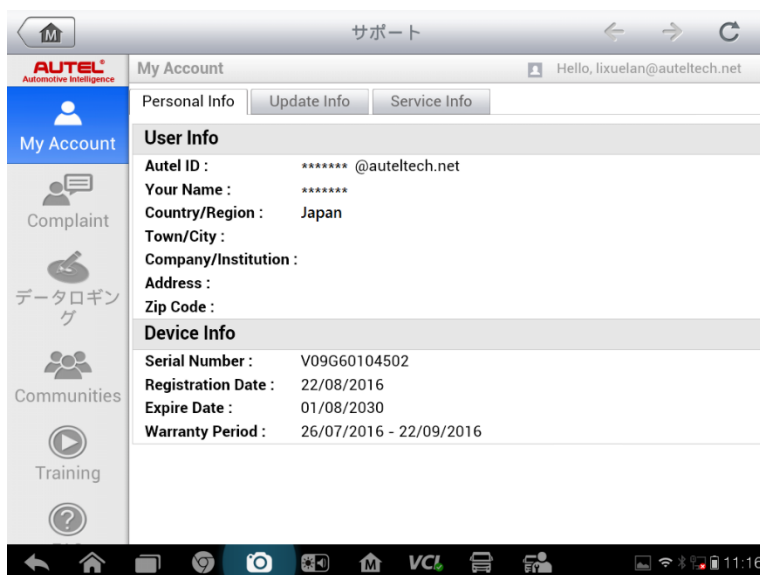 サポート
AUTEL®
Automotive Intelligence
My Account
Hello, lixuelan@auteltech.net
Personal Info
Update Info
Service Info
My Account
Complaint
データロギン
グ
Communities
Training
User Info
Autel ID : ******* @auteltech.net
Your Name : *******
Country/Region : Japan
Town/City :
Company/Institution :
Address :
Zip Code :
Device Info
Serial Number : V09G60104502
Registration Date : 22/08/2016
Expire Date : 01/08/2030
Warranty Period : 26/07/2016 - 22/09/2016
M
VCI
M
11:16